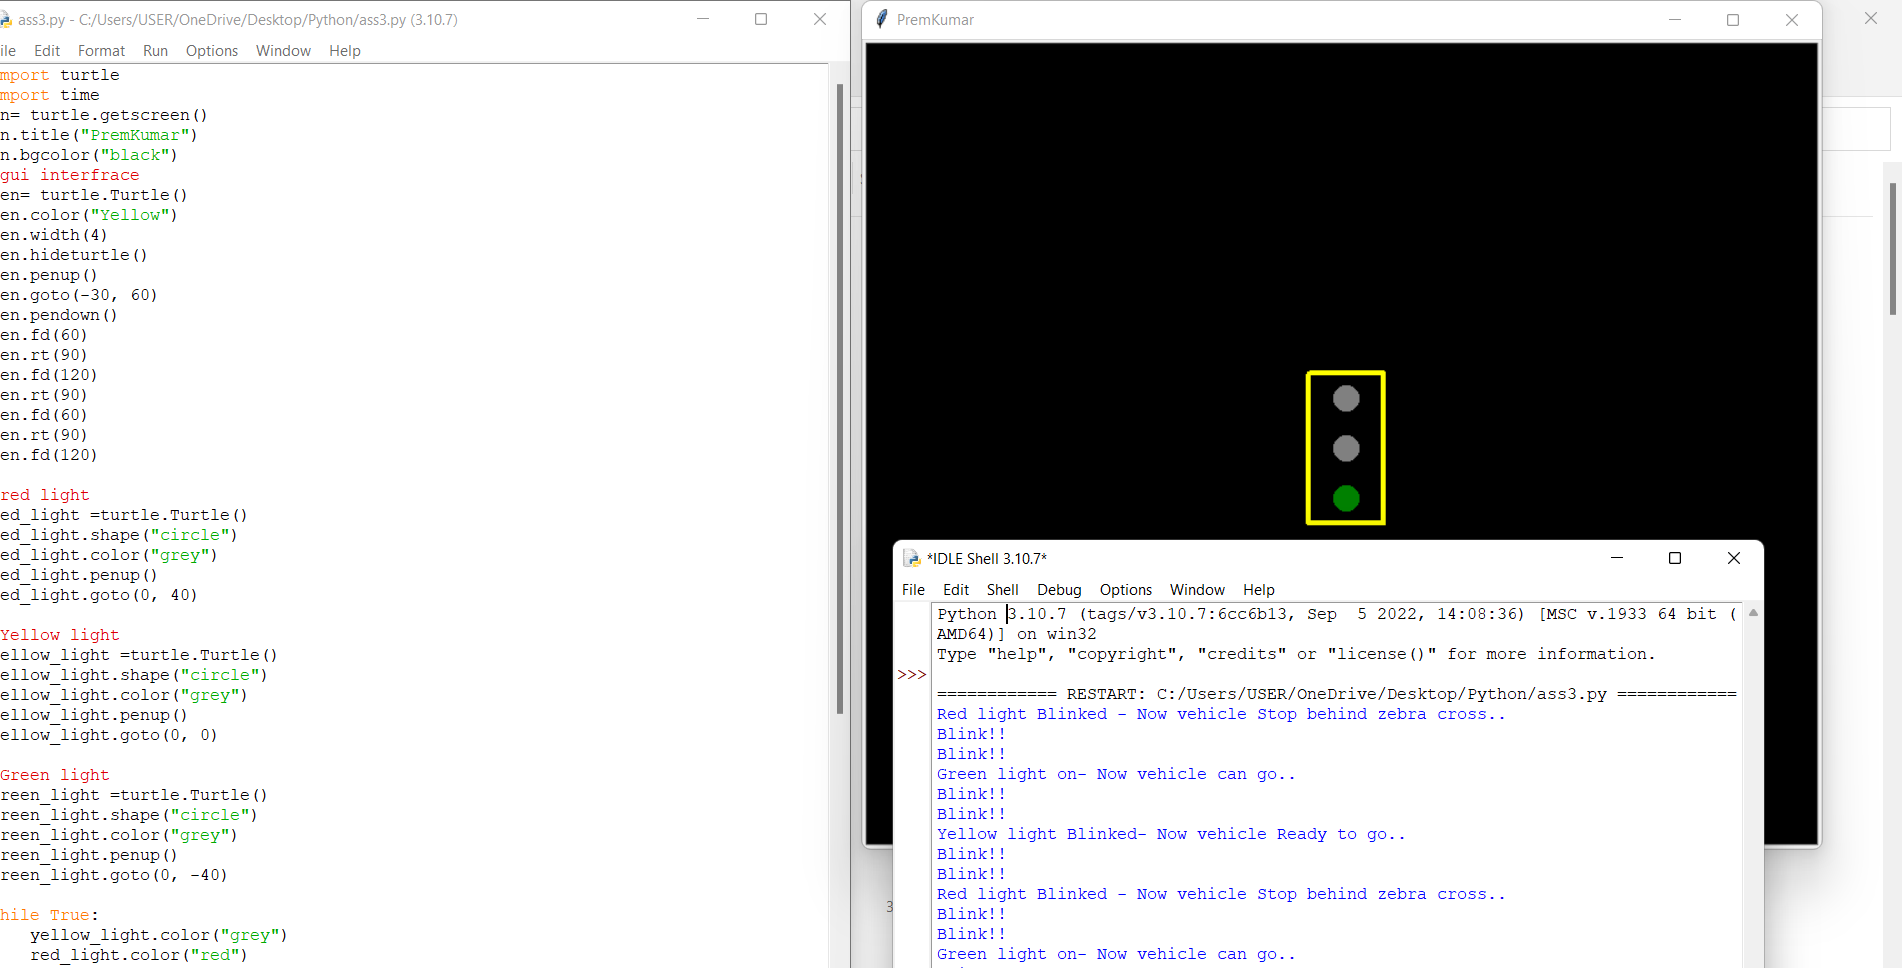 ass3.py - C:/Users/USER/OneDrive/Desktop/Python/ass3.py (3.10.7)
ile Edit Format Run Options Window Help
mport turtle
mport time
n= turtle.getscreen()
n.title("PremKumar")
n.bgcolor("black")
gui interfrace
en= turtle.Turtle()
en.color("Yellow")
en.width(4)
en.hideturtle()
en.penup()
en.goto(-30, 60)
en.pendown()
en.fd(60)
en.rt(90)
en.fd(120)
en.rt(90)
en.fd(60)
en.rt(90)
en.fd(120)
red light
ed_light =turtle.Turtle()
ed_light.shape("circle")
ed_light.color("grey")
ed_light.penup()
ed_light.goto(0, 40)
Yellow light
ellow_light =turtle.Turtle()
ellow_light.shape("circle")
ellow_light.color("grey")
ellow_light.penup()
ellow_light.goto(0, 0)
Green light
reen_light =turtle.Turtle()
reen_light.shape("circle")
reen_light.color("grey")
reen_light.penup()
reen_light.goto(0, -40)
hile True:
    yellow_light.color("grey")
    red_light.color("red")
PremKumar
*IDLE Shell 3.10.7*
File Edit Shell Debug Options Window Help
Python 3.10.7 (tags/v3.10.7:6cc6b13, Sep  5 2022, 14:08:36) [MSC v.1933 64 bit (
AMD64)] on win32
Type "help", "copyright", "credits" or "license()" for more information.
>>>
============ RESTART: C:/Users/USER/OneDrive/Desktop/Python/ass3.py ============
Red light Blinked - Now vehicle Stop behind zebra cross..
Blink!!
Blink!!
Green light on- Now vehicle can go..
Blink!!
Blink!!
Yellow light Blinked- Now vehicle Ready to go..
Blink!!
Blink!!
Red light Blinked - Now vehicle Stop behind zebra cross..
Blink!!
Blink!!
Green light on- Now vehicle can go..
3